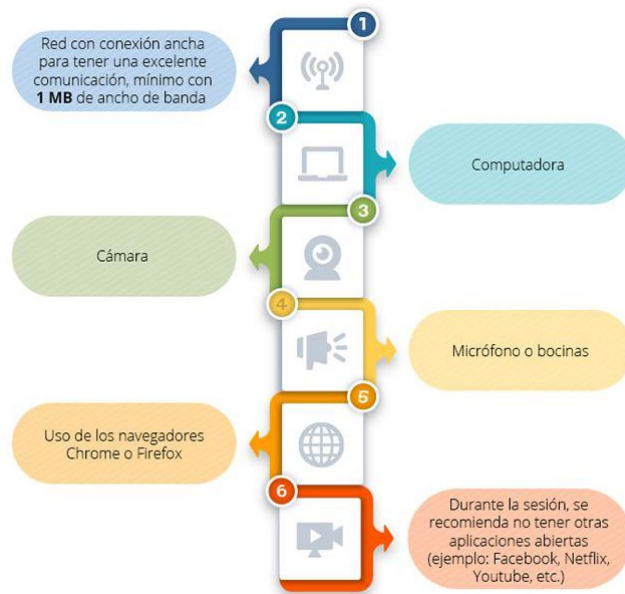 1
Red con conexión ancha
para tener una excelente
comunicación, mínimo con
1 MB de ancho de banda
2
Computadora
3
Cámara
4
Micrófono o bocinas
5
Uso de los navegadores
Chrome o Firefox
6
Durante la sesión, se
recomienda no tener otras
aplicaciones abiertas
(ejemplo: Facebook, Netflix,
Youtube, etc.)